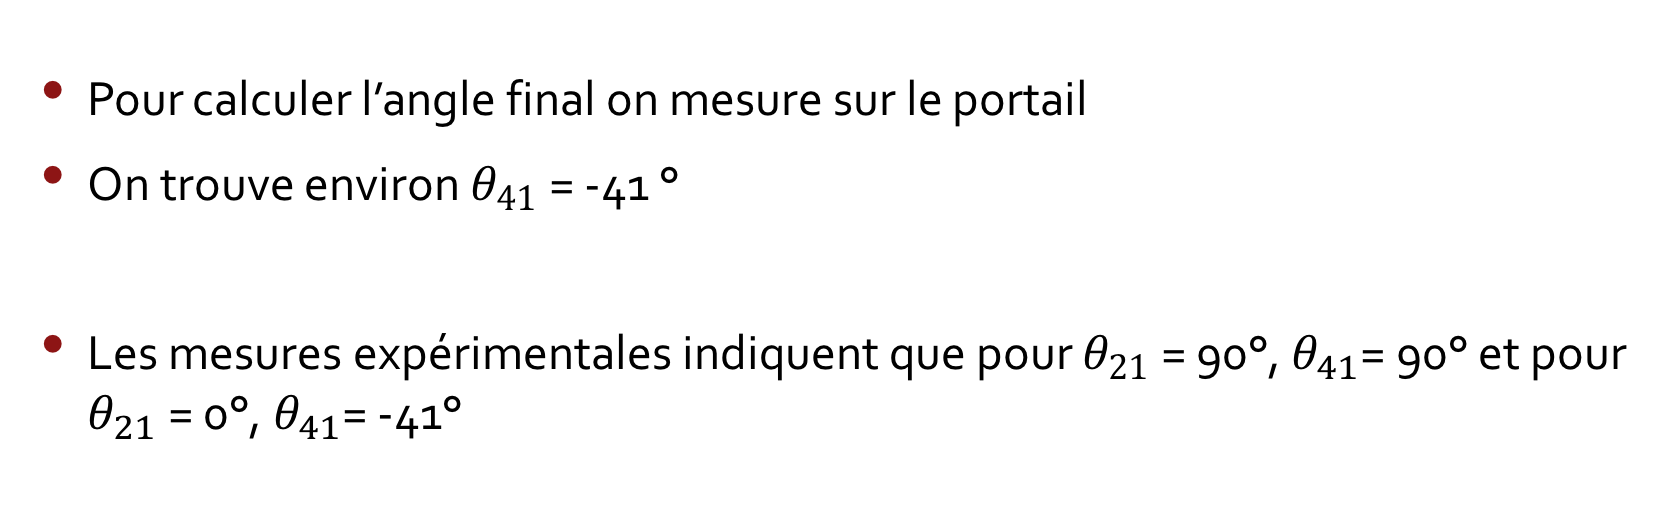 • Pour calculer l’angle final on mesure sur le portail
• On trouve environ θ₄₁ = -41 °
• Les mesures expérimentales indiquent que pour θ₂₁ = 90°, θ₄₁= 90° et pour
θ₂₁ = 0°, θ₄₁= -41°